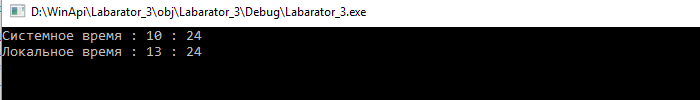 D:\WinApi\Labarator_3\obj\Labarator_3\Debug\Labarator_3.exe
Системное время : 10 : 24
Локальное время : 13 : 24